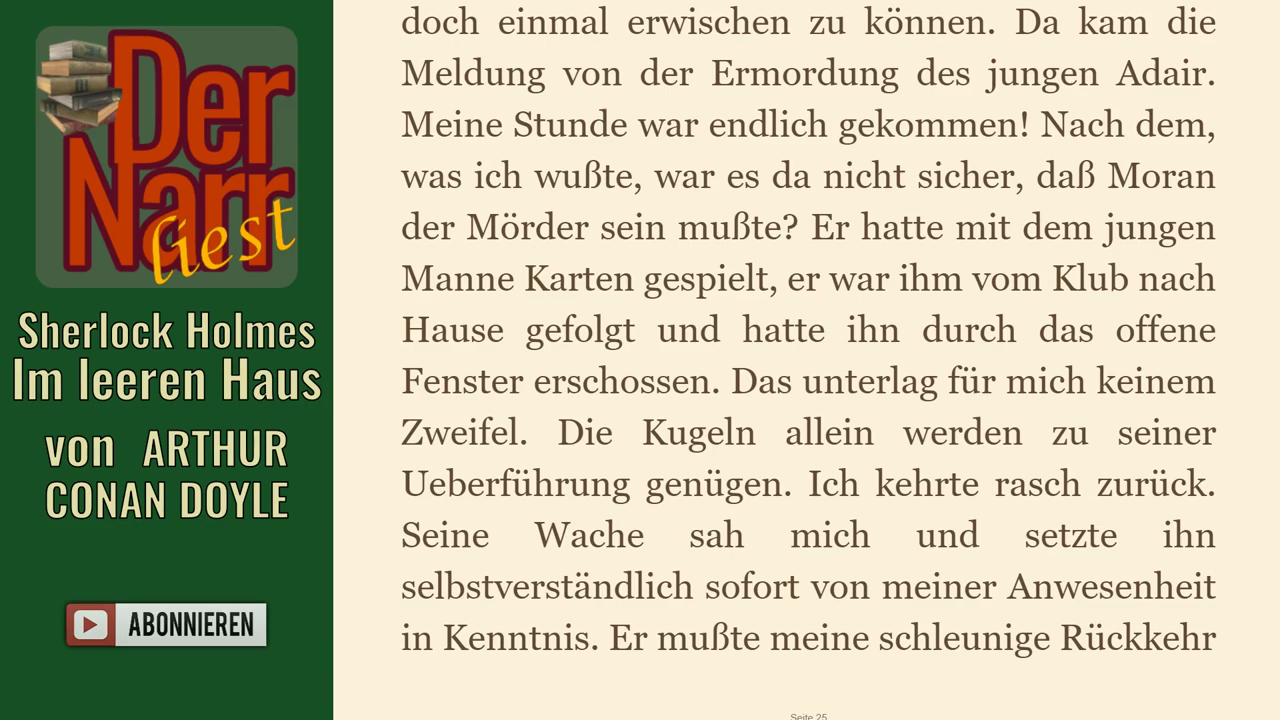 Der
Narr
liest
Sherlock Holmes
Im leeren Haus
von ARTHUR
CONAN DOYLE
ABONNIEREN
doch einmal erwischen zu können. Da kam die
Meldung von der Ermordung des jungen Adair.
Meine Stunde war endlich gekommen! Nach dem,
was ich wußte, war es da nicht sicher, daß Moran
der Mörder sein mußte? Er hatte mit dem jungen
Manne Karten gespielt, er war ihm vom Klub nach
Hause gefolgt und hatte ihn durch das offene
Fenster erschossen. Das unterlag für mich keinem
Zweifel. Die Kugeln allein werden zu seiner
Ueberführung genügen. Ich kehrte rasch zurück.
Seine Wache sah mich und setzte ihn
selbstverständlich sofort von meiner Anwesenheit
in Kenntnis. Er mußte meine schleunige Rückkehr
Seite 25